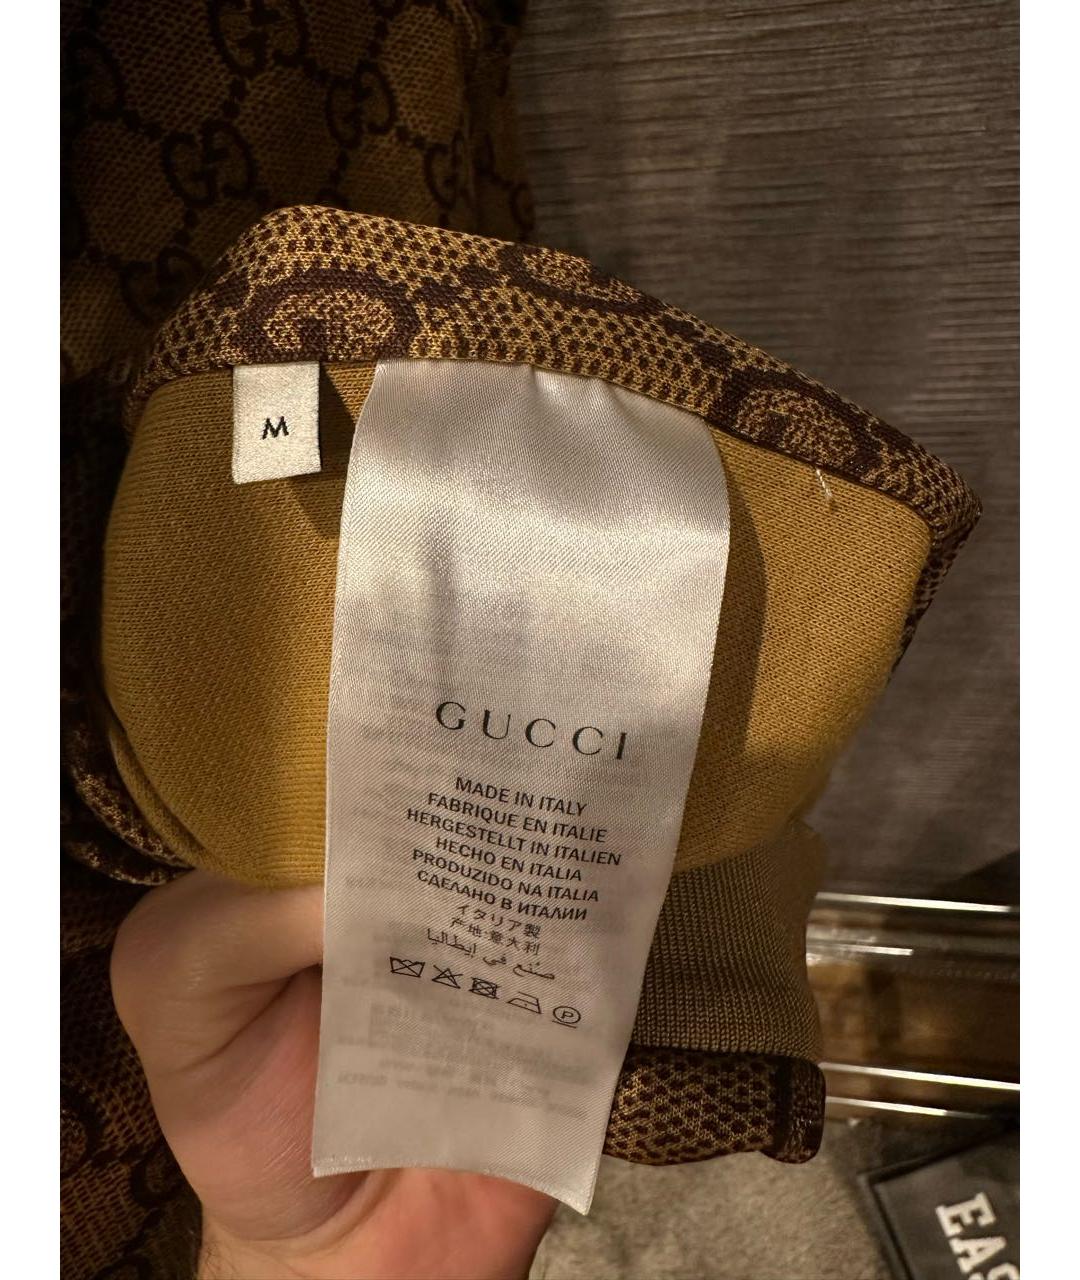 M
GUCCI
MADE IN ITALY
FABRIQUE EN ITALIE
HERGESTELLT IN ITALIEN
HECHO EN ITALIA
PRODUZIDO NA ITALIA
СДЕЛАНО В ИТАЛИИ
イタリア製
产地:意大利
صنع في إيطاليا
P